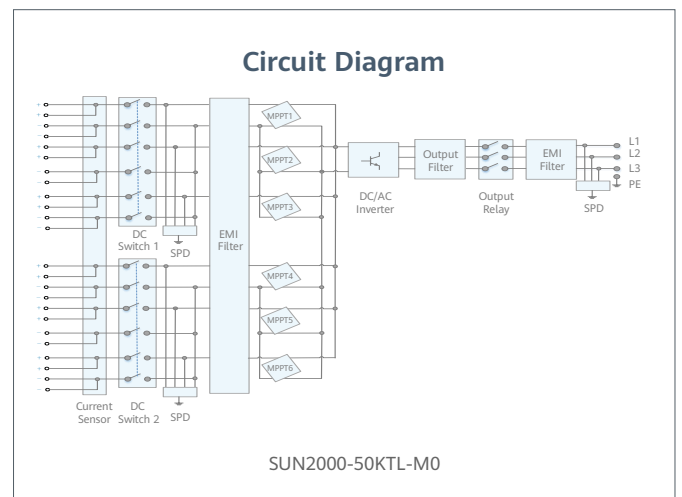 Circuit Diagram
MPPT1
MPPT2
MPPT3
MPPT4
MPPT5
MPPT6
DC
Switch 1
SPD
EMI
Filter
DC/AC
Inverter
Output
Filter
Output
Relay
EMI
Filter
SPD
L1
L2
L3
PE
Current
Sensor
DC
Switch 2
SPD
SUN2000-50KTL-M0